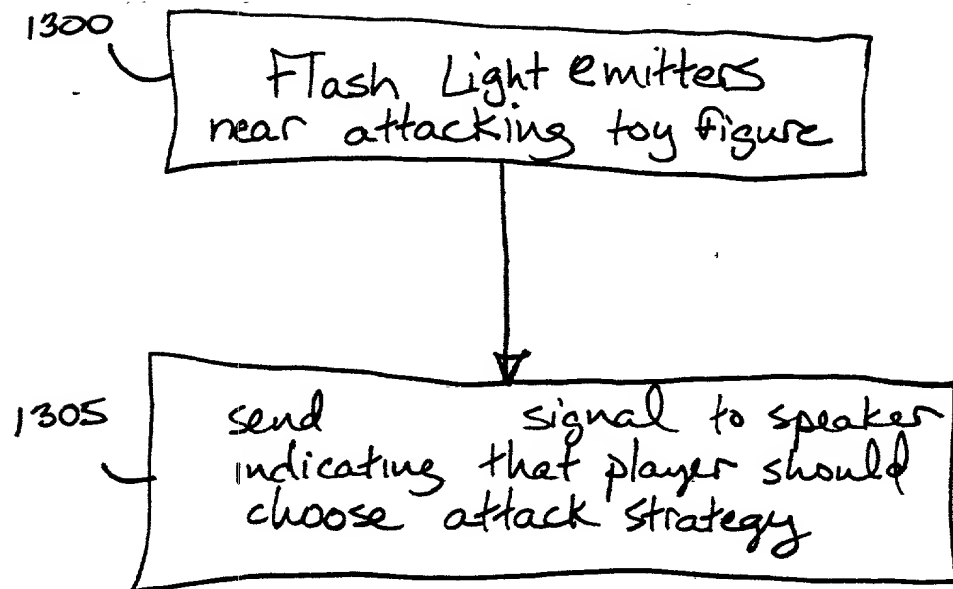 1300
Flash Light emitters
near attacking toy figure
1305
send signal to speaker
indicating that player should
choose attack strategy